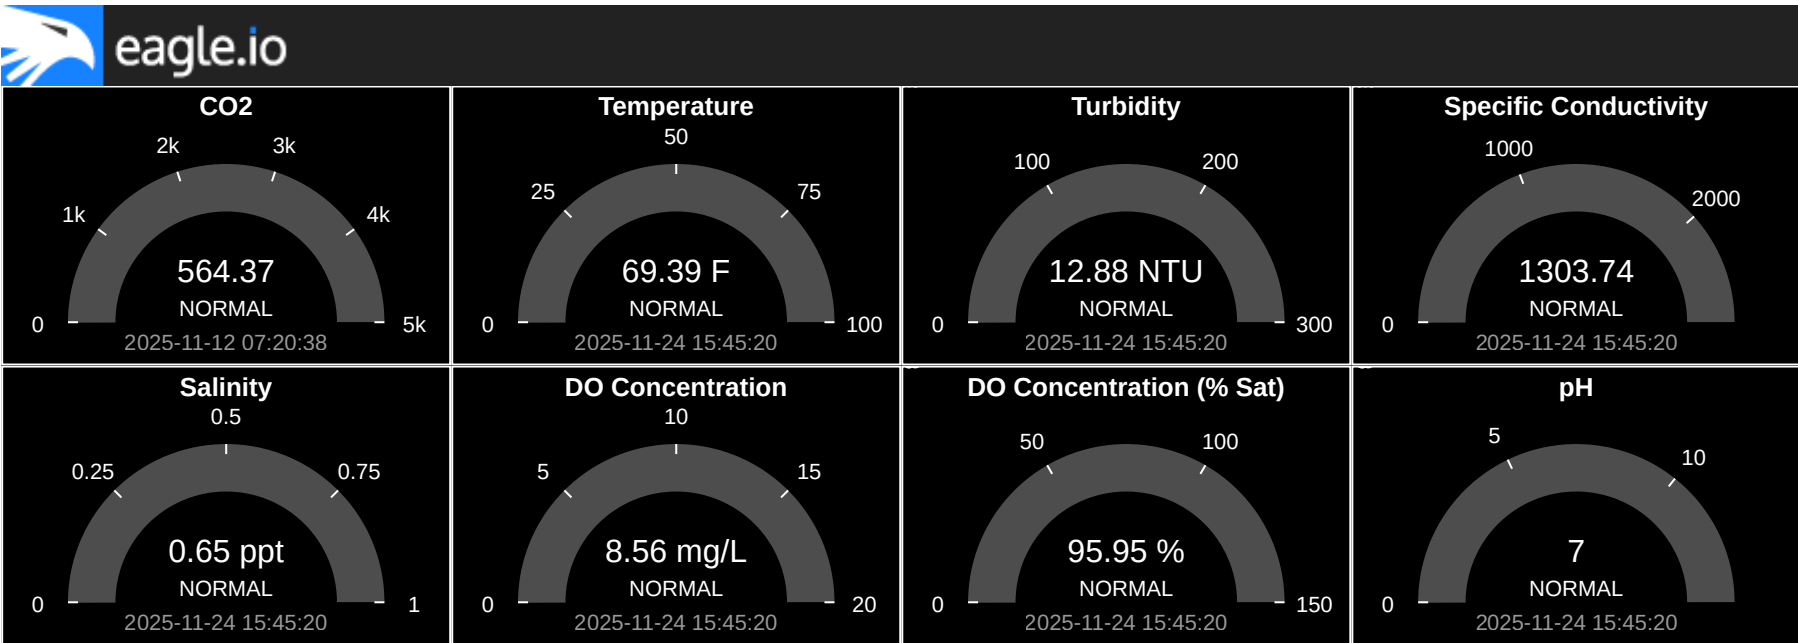 eagle.io
CO2
2k
3k
1k
4k
564.37
NORMAL
0
5k
2025-11-12 07:20:38
Temperature
50
25
75
69.39 F
NORMAL
0
100
2025-11-24 15:45:20
Turbidity
100
200
12.88 NTU
NORMAL
0
300
2025-11-24 15:45:20
Specific Conductivity
1000
2000
1303.74
NORMAL
0
2025-11-24 15:45:20
Salinity
0.5
0.25
0.75
0.65 ppt
NORMAL
0
1
2025-11-24 15:45:20
DO Concentration
10
5
15
8.56 mg/L
NORMAL
0
20
2025-11-24 15:45:20
DO Concentration (% Sat)
50
100
95.95 %
NORMAL
0
150
2025-11-24 15:45:20
pH
5
10
7
NORMAL
0
2025-11-24 15:45:20